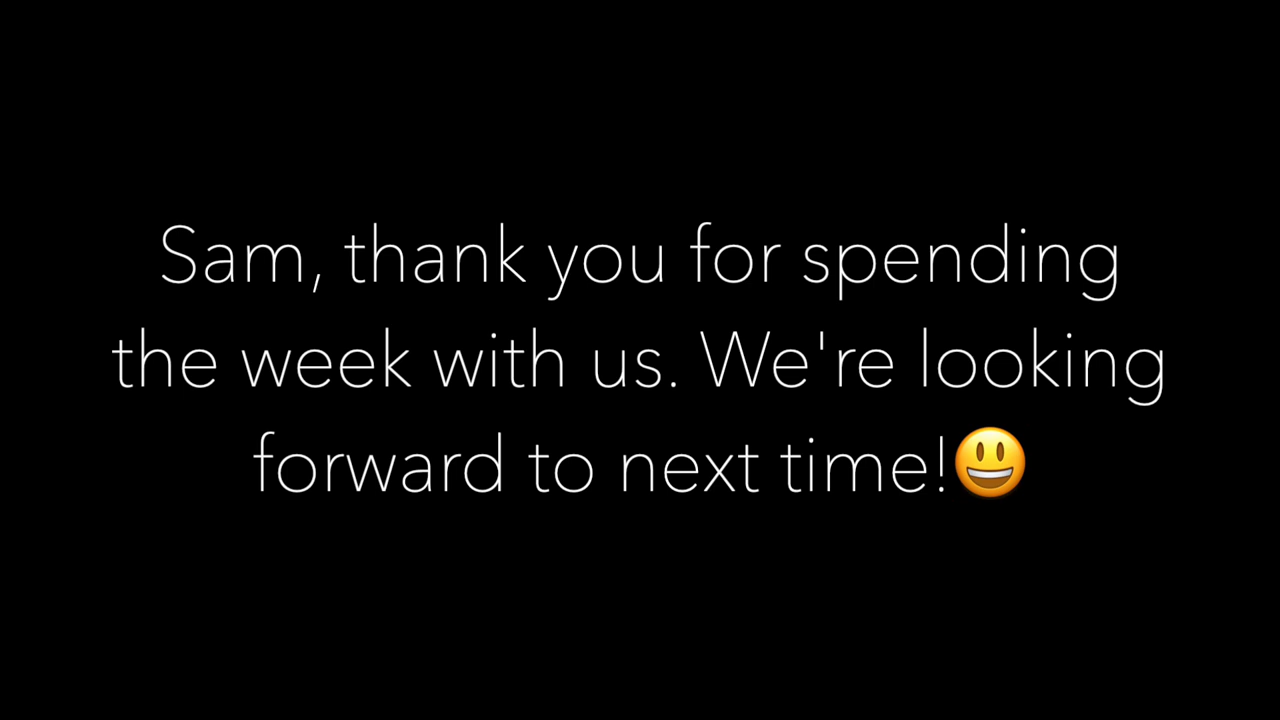 Sam, thank you for spending
the week with us. We're looking
forward to next time!😃